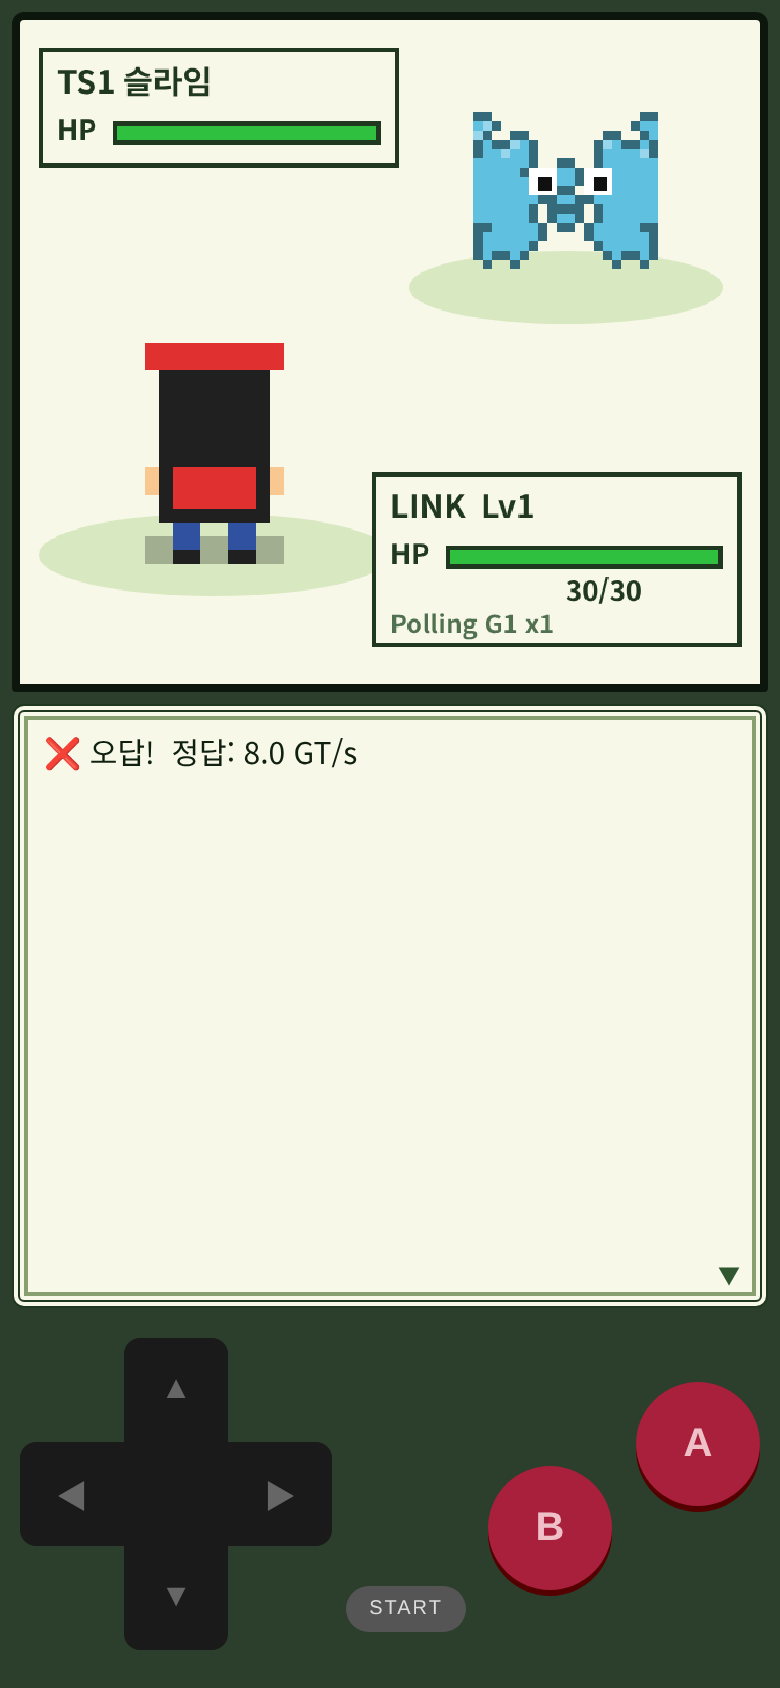 TS1 슬라임
HP
LINK Lv1
HP
30/30
Polling G1 x1
❌ 오답! 정답: 8.0 GT/s
▼
▲
◀ ▶
▼
A
B
START